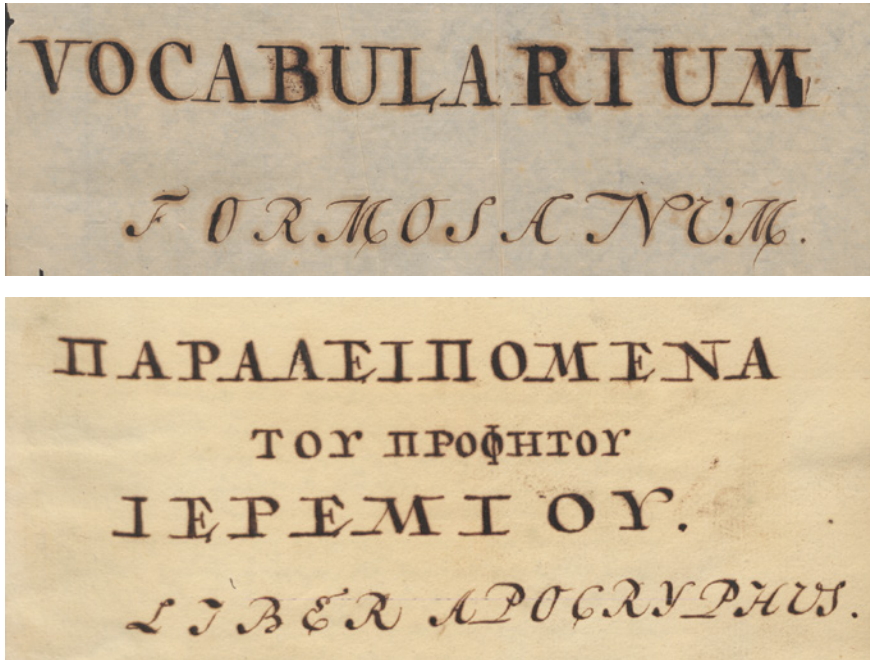 VOCABULARIUM
FORMOSANUM.
ΠΑΡΑΛΕΙΠΟΜΕΝΑ
ΤΟΥ ΠΡΟΦΗΤΟΥ
ΙΕΡΕΜΙΟΥ.
LIBER APOCRYPHUS.